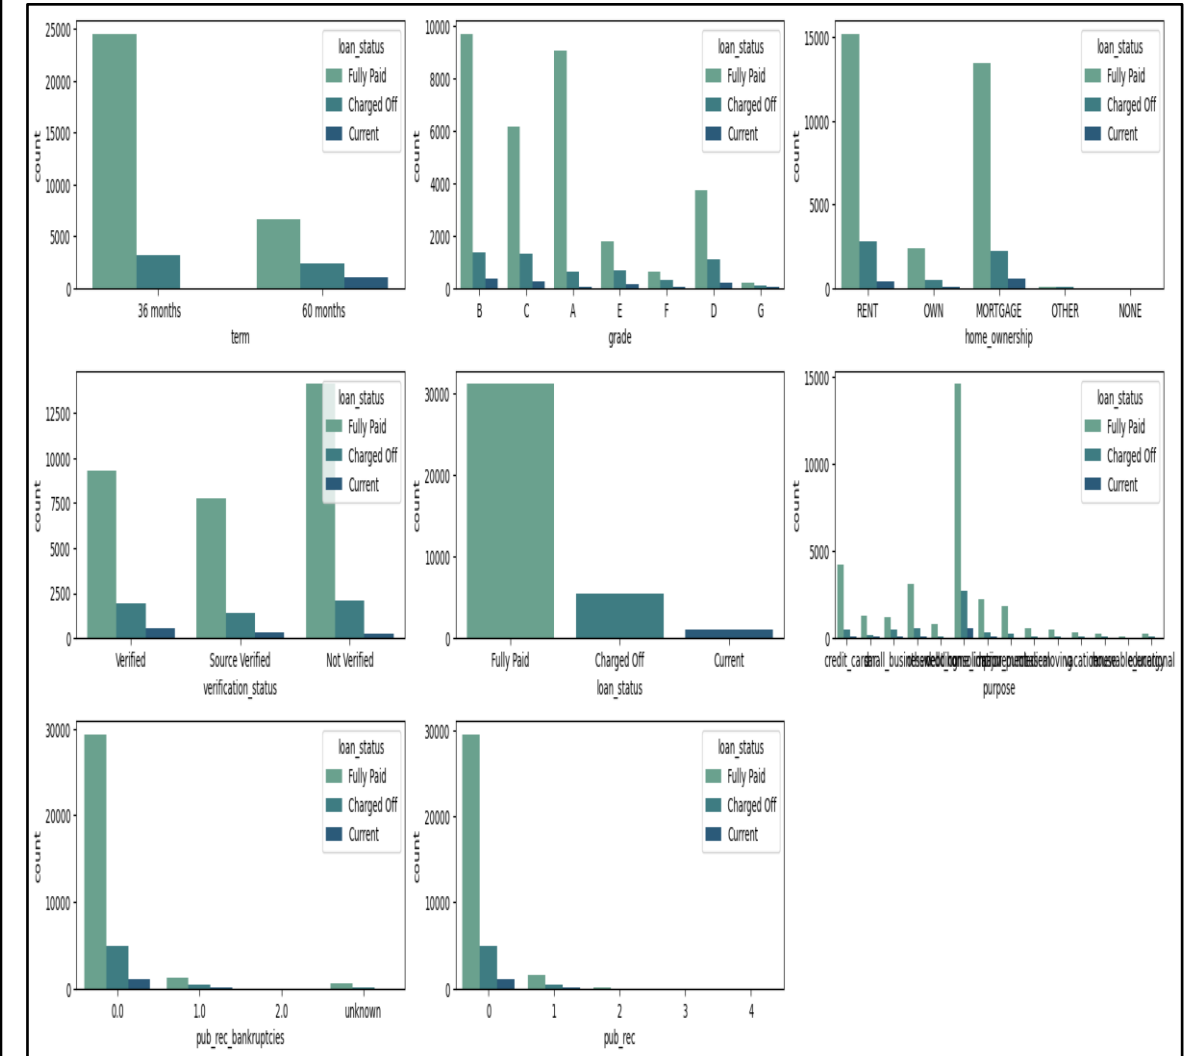 25000
20000
15000
10000
5000
0
count
36 months
60 months
term
loan_status
Fully Paid
Charged Off
Current
10000
8000
6000
4000
2000
0
count
B
C
A
E
F
D
G
grade
loan_status
Fully Paid
Charged Off
Current
15000
10000
5000
0
count
RENT
OWN
MORTGAGE
OTHER
NONE
home_ownership
loan_status
Fully Paid
Charged Off
Current
12500
10000
7500
5000
2500
0
count
Verified
Source Verified
Not Verified
verification_status
loan_status
Fully Paid
Charged Off
Current
30000
20000
10000
0
count
Fully Paid
Charged Off
Current
loan_status
15000
10000
5000
0
count
purpose
loan_status
Fully Paid
Charged Off
Current
30000
20000
10000
0
count
0.0
1.0
2.0
unknown
pub_rec_bankruptcies
loan_status
Fully Paid
Charged Off
Current
30000
20000
10000
0
count
0
1
2
3
4
pub_rec
loan_status
Fully Paid
Charged Off
Current